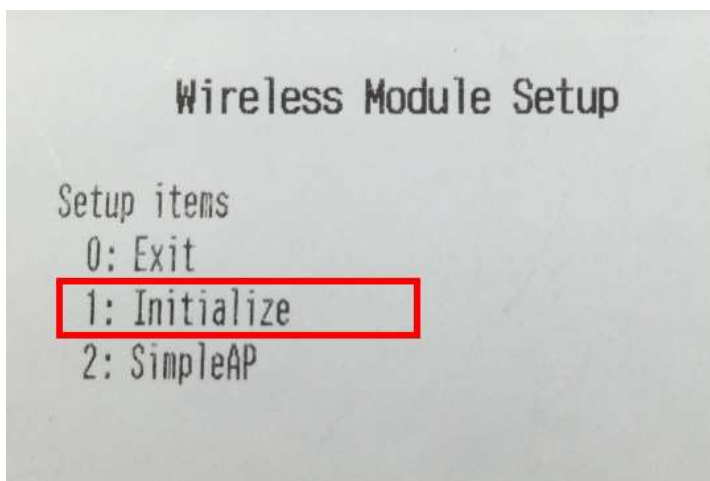 Wireless Module Setup
Setup items
0: Exit
1: Initialize
2: SimpleAP